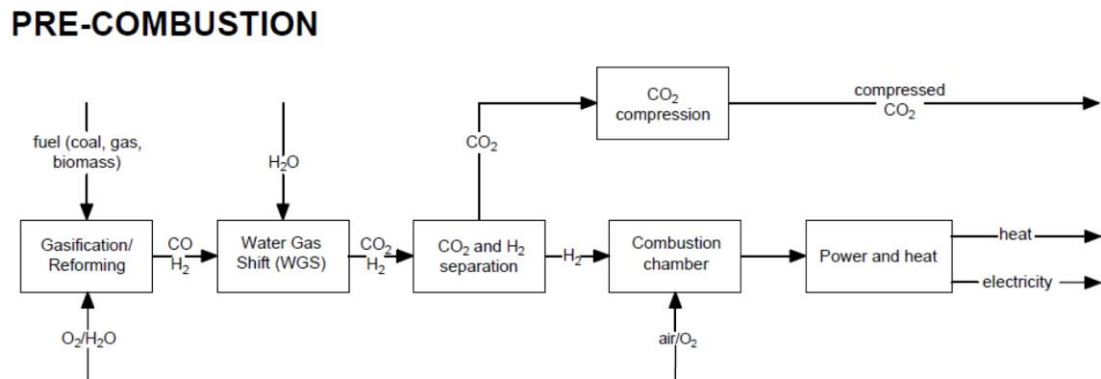 PRE-COMBUSTION
fuel (coal, gas,
biomass)
H₂O
CO₂
CO₂
compression
compressed
CO₂
Gasification/
Reforming
CO
H₂
Water Gas
Shift (WGS)
CO₂
H₂
CO₂ and H₂
separation
H₂
Combustion
chamber
Power and heat
heat
electricity
O₂/H₂O
air/O₂